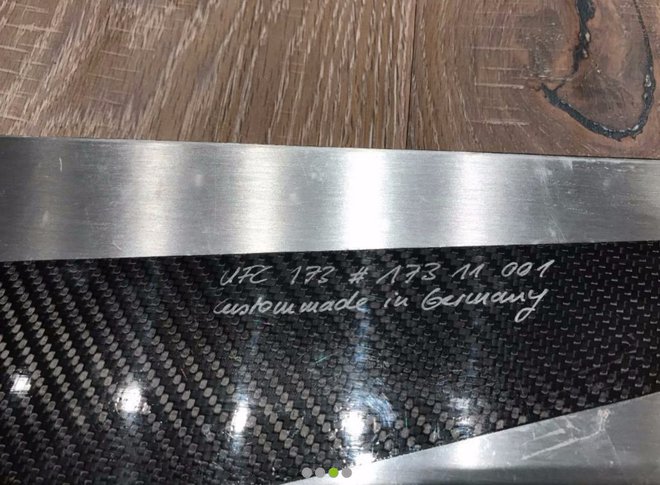 UFC 173 # 173 11 001
custommade in Germany